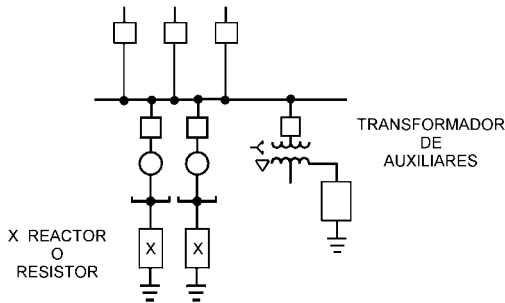 TRANSFORMADOR
DE
AUXILIARES
X REACTOR
O
RESISTOR
X
X